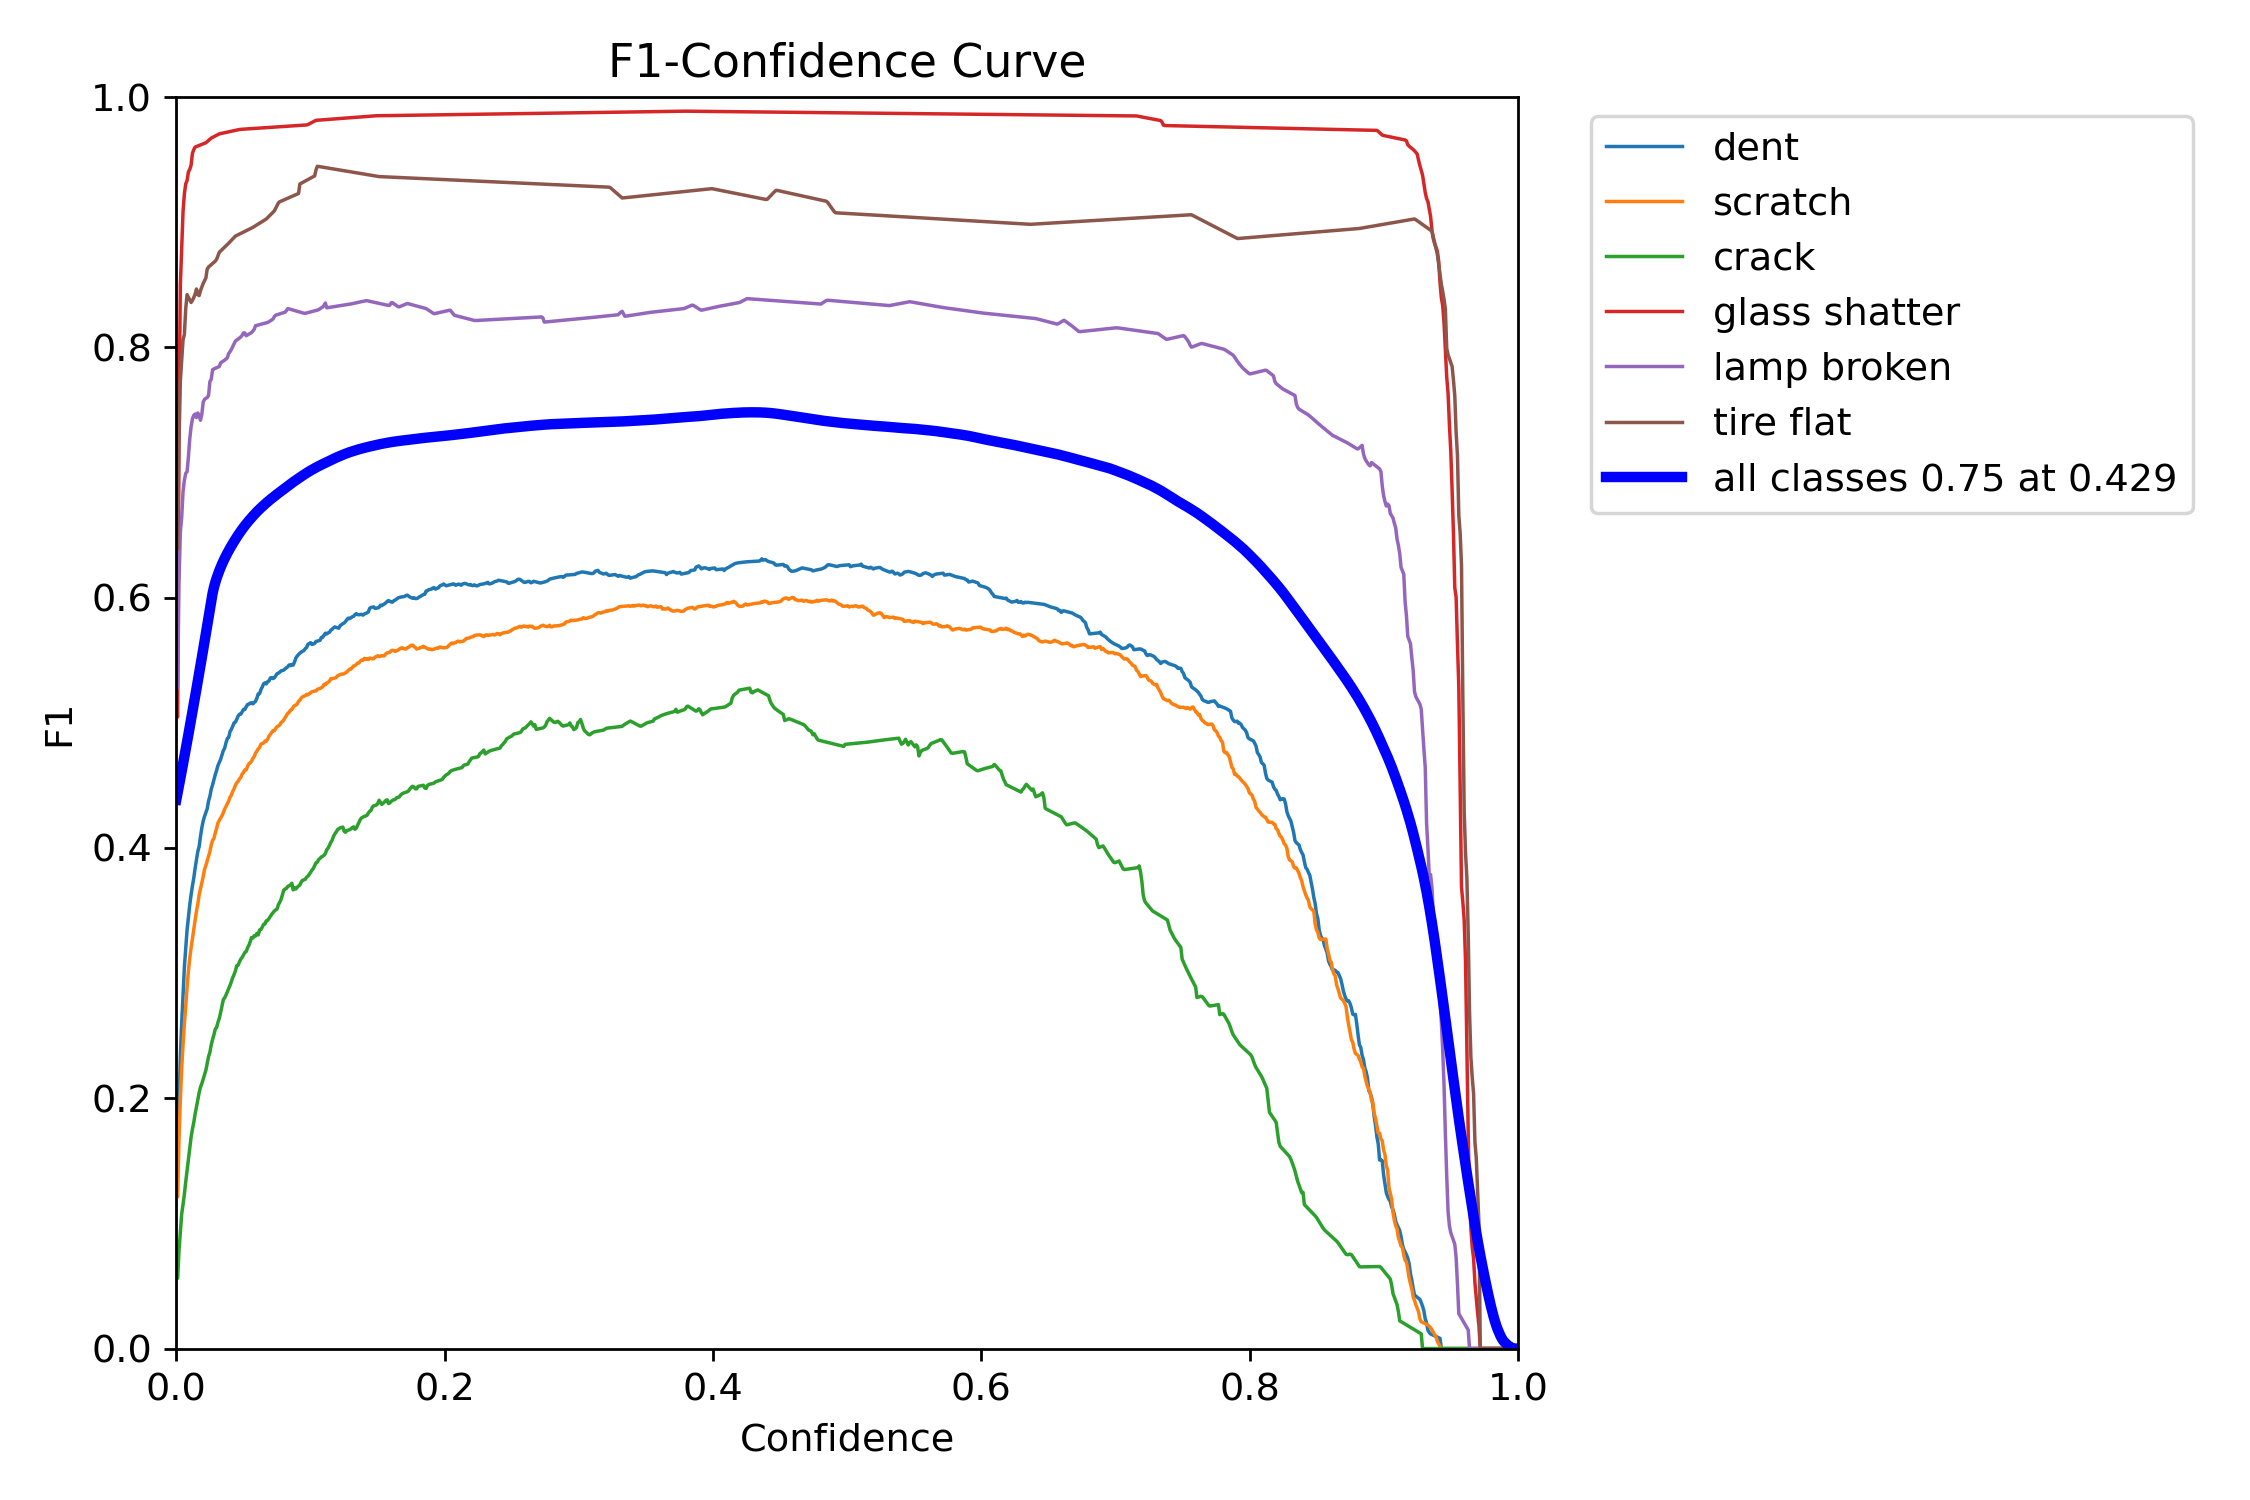 F1-Confidence Curve
1.0
0.8
0.6
0.4
0.2
0.0
F1
0.0 0.2 0.4 0.6 0.8 1.0
Confidence
dent
scratch
crack
glass shatter
lamp broken
tire flat
all classes 0.75 at 0.429